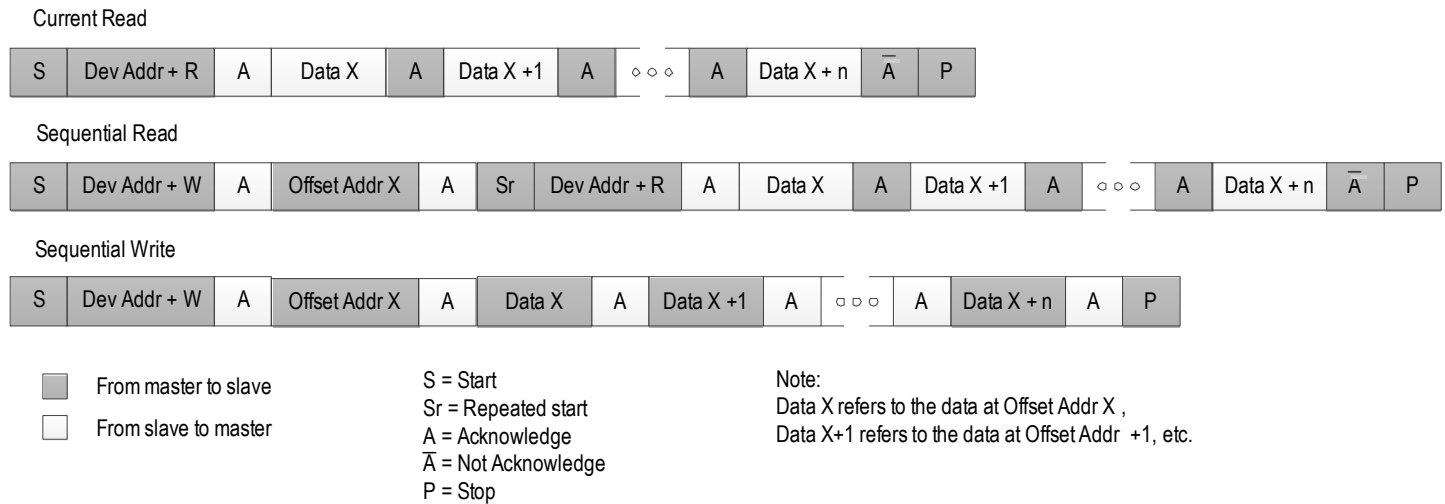 Current Read
S Dev Addr + R A Data X A Data X +1 A A Data X + n A̅ P
Sequential Read
S Dev Addr + W A Offset Addr X A Sr Dev Addr + R A Data X A Data X +1 A A Data X + n A̅ P
Sequential Write
S Dev Addr + W A Offset Addr X A Data X A Data X +1 A A Data X + n A P
From master to slave
From slave to master
S = Start
Sr = Repeated start
A = Acknowledge
A̅ = Not Acknowledge
P = Stop
Note:
Data X refers to the data at Offset Addr X ,
Data X+1 refers to the data at Offset Addr +1, etc.